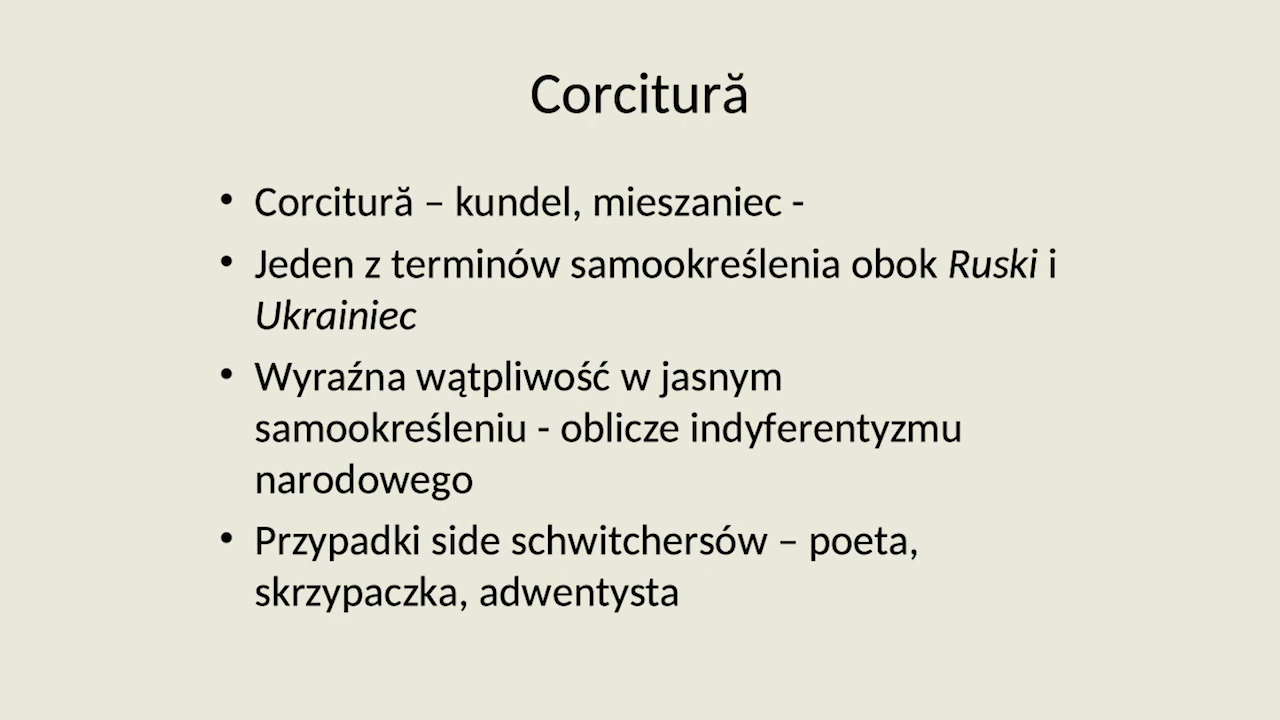 Corcitură
• Corcitură – kundel, mieszaniec -
• Jeden z terminów samookreślenia obok Ruski i
Ukrainiec
• Wyraźna wątpliwość w jasnym
samookreśleniu - oblicze indyferentyzmu
narodowego
• Przypadki side schwitchersów – poeta,
skrzypaczka, adwentysta